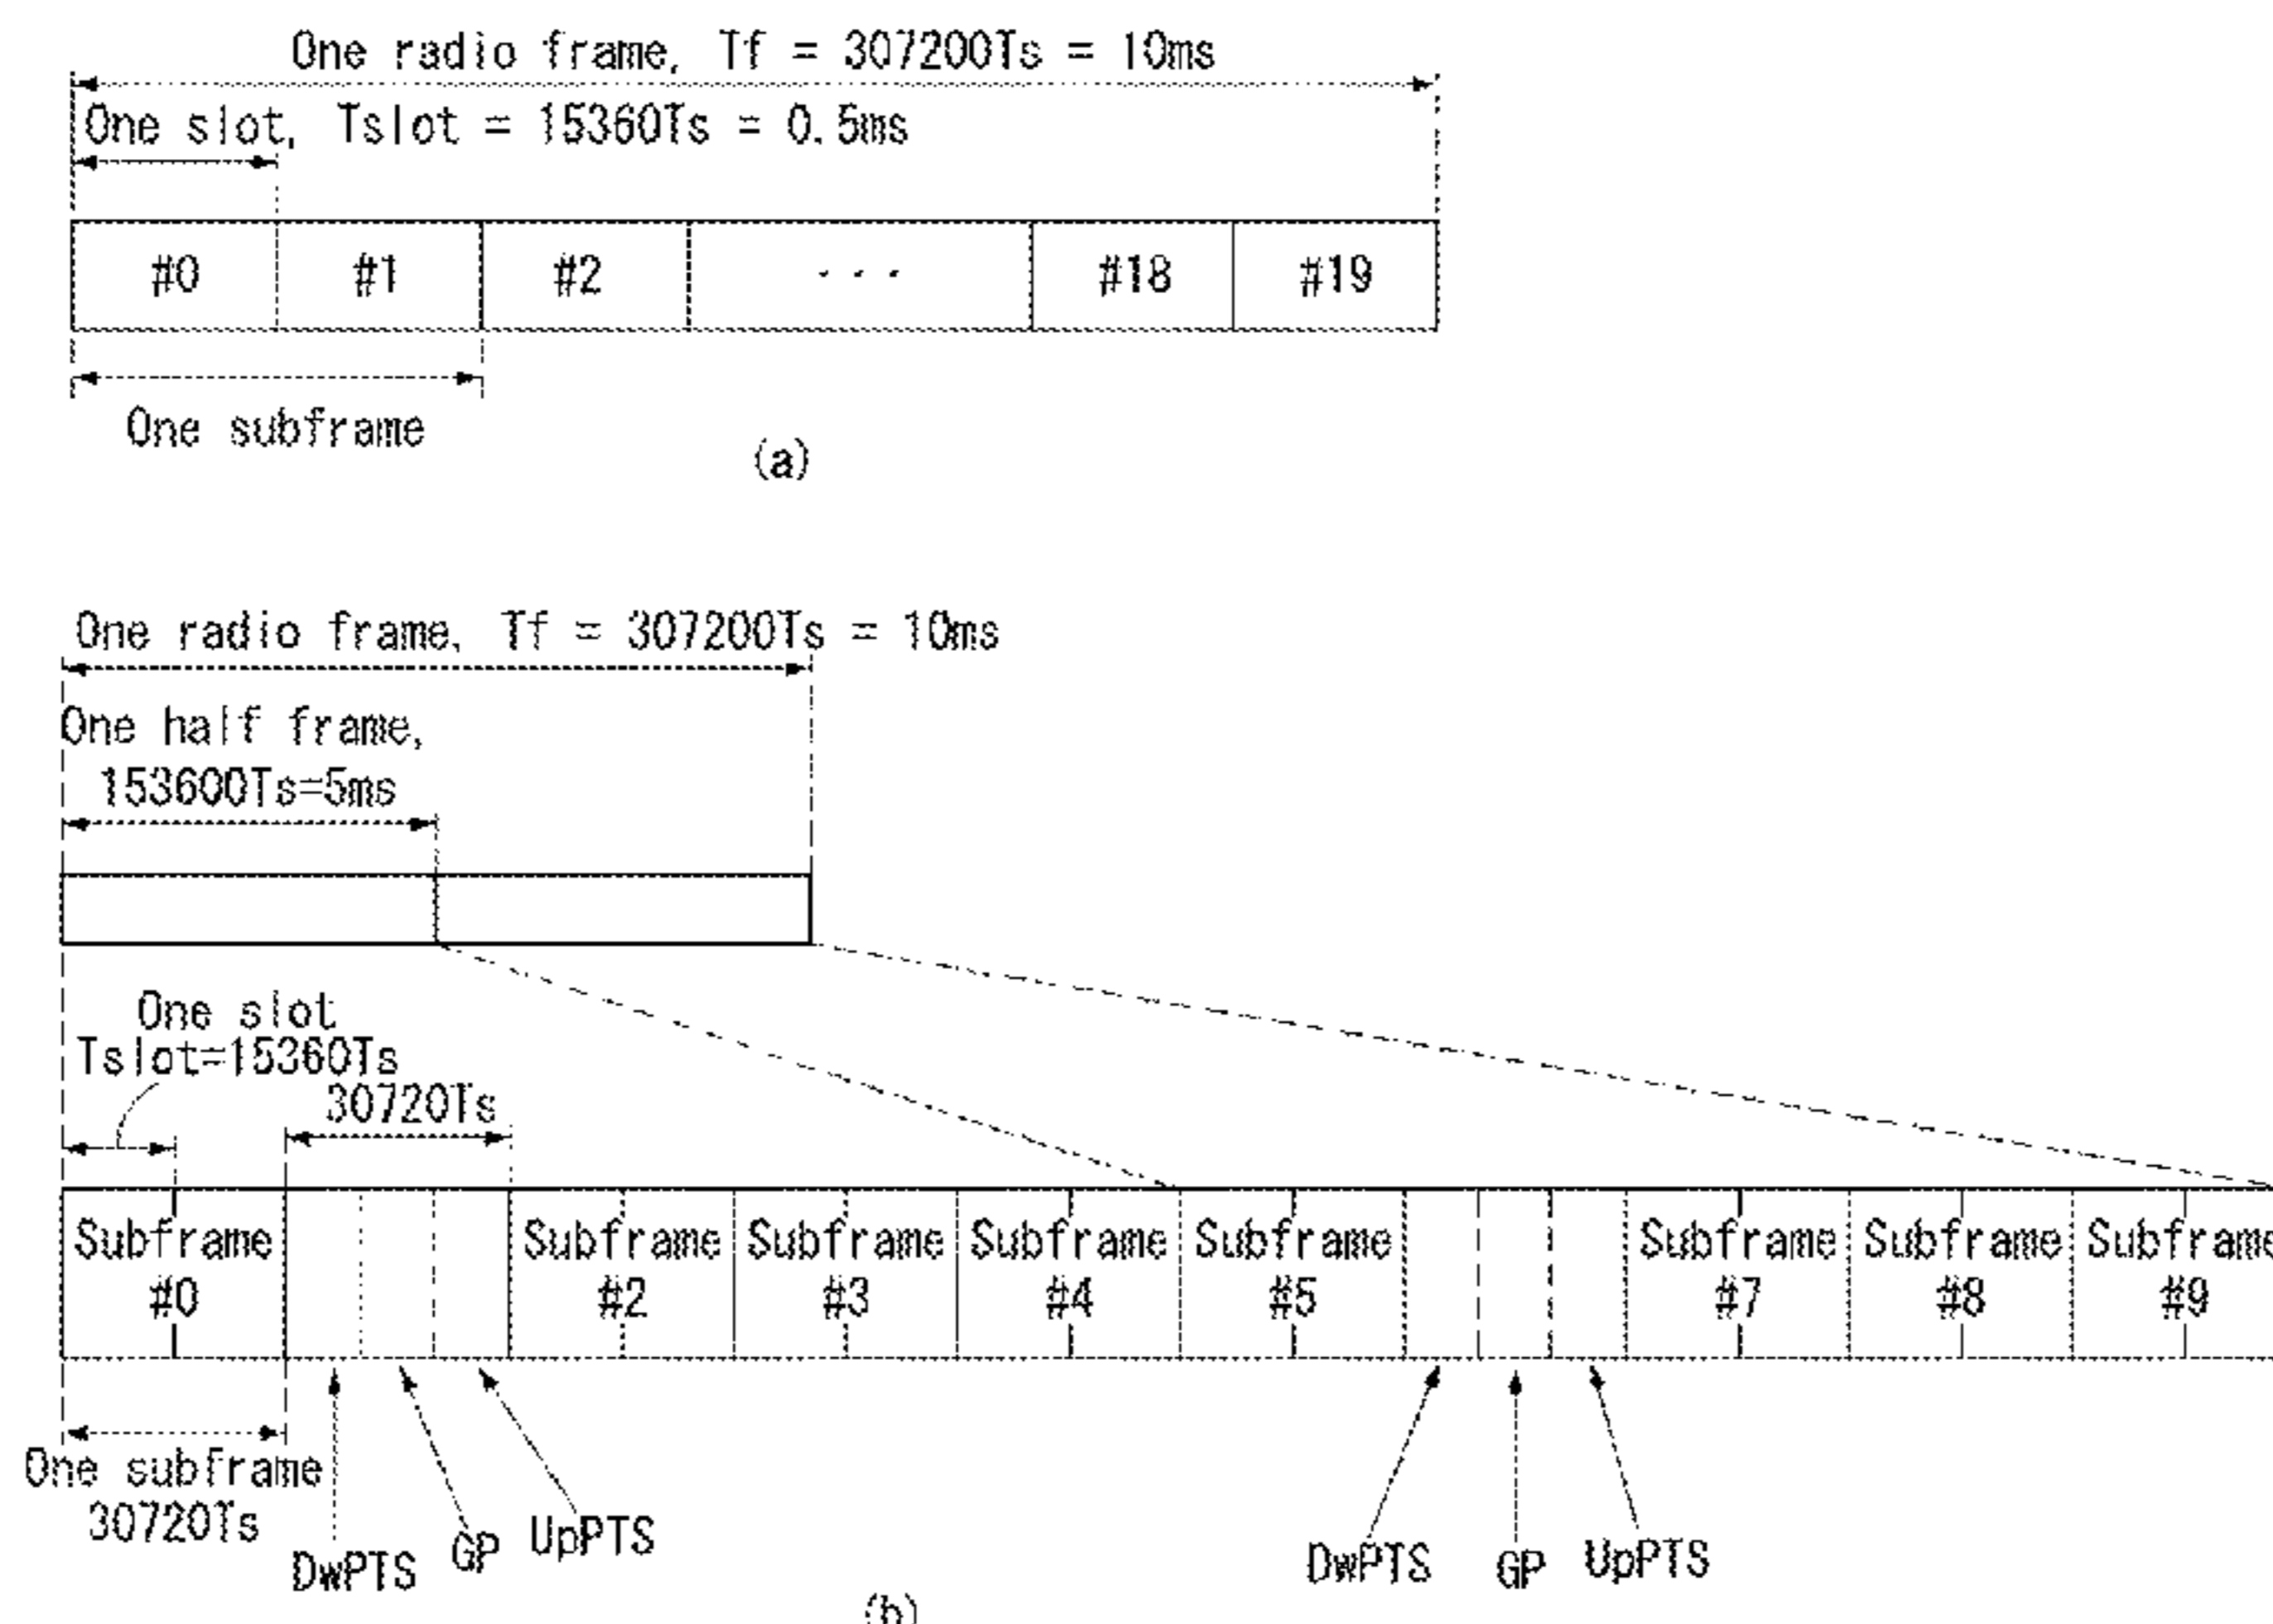 One radio frame, Tf = 307200Ts = 10ms
One slot, Tslot = 15360Ts = 0.5ms
#0 #1 #2 ··· #18 #19
One subframe
(a)
One radio frame, Tf = 307200Ts = 10ms
One half frame,
153600Ts=5ms
One slot
Tslot=15360Ts
30720Ts
Subframe Subframe Subframe Subframe Subframe Subframe Subframe Subframe
#0 #2 #3 #4 #5 #7 #8 #9
One subframe
30720Ts
DwPTS GP UpPTS DwPTS GP UpPTS
(b)